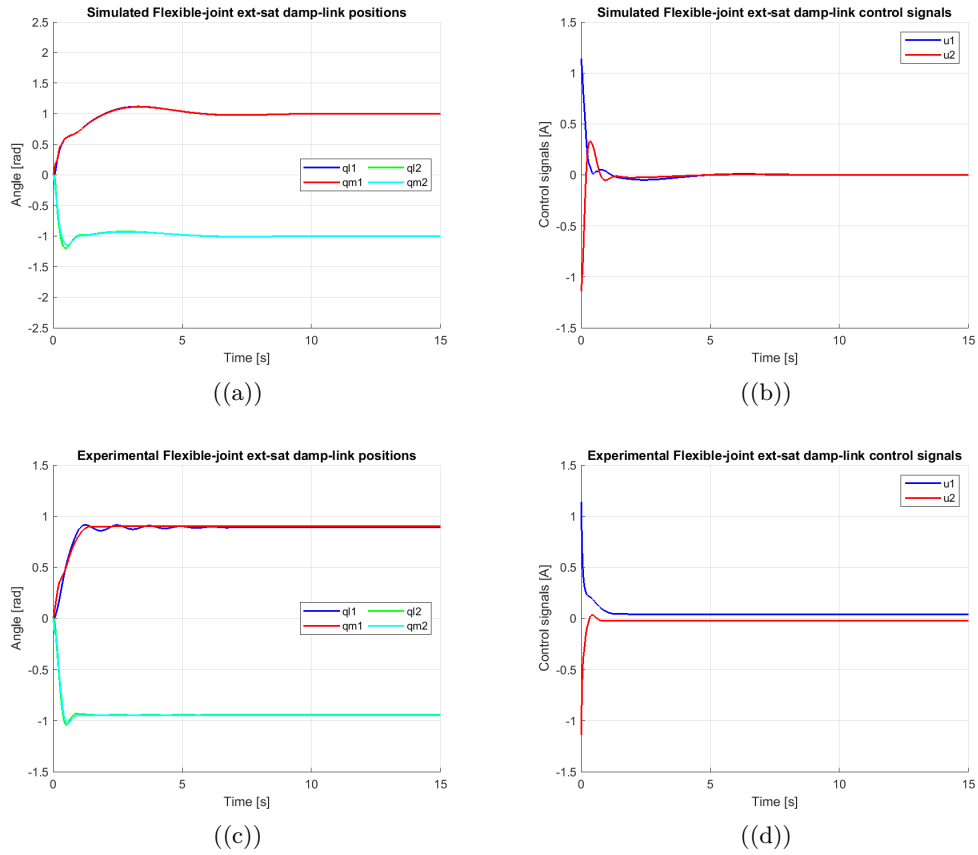 Simulated Flexible-joint ext-sat damp-link positions
2.5
2
1.5
1
0.5
0
-0.5
-1
-1.5
-2
-2.5
Angle [rad]
ql1 ql2
qm1 qm2
0 5 10 15
Time [s]
((a))
Simulated Flexible-joint ext-sat damp-link control signals
1.5
1
0.5
0
-0.5
-1
-1.5
Control signals [A]
u1
u2
0 5 10 15
Time [s]
((b))
Experimental Flexible-joint ext-sat damp-link positions
1.5
1
0.5
0
-0.5
-1
-1.5
Angle [rad]
ql1 ql2
qm1 qm2
0 5 10 15
Time [s]
((c))
Experimental Flexible-joint ext-sat damp-link control signals
1.5
1
0.5
0
-0.5
-1
-1.5
Control signals [A]
u1
u2
0 5 10 15
Time [s]
((d))